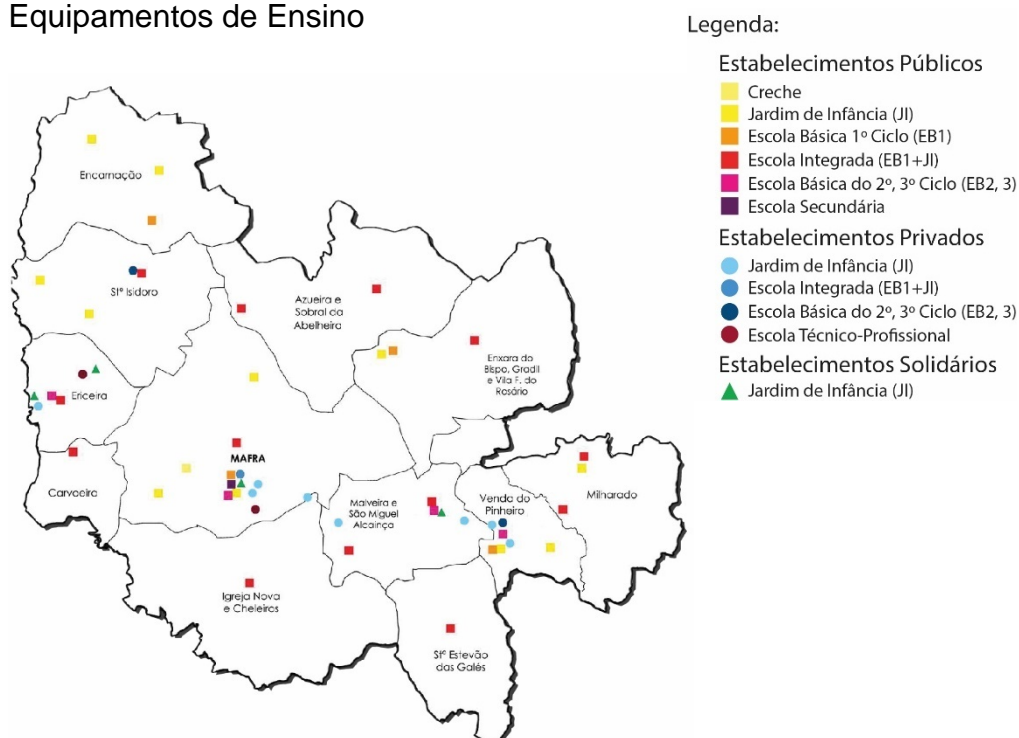 Equipamentos de Ensino
Legenda:
Estabelecimentos Públicos
Creche
Jardim de Infância (JI)
Escola Básica 1º Ciclo (EB1)
Escola Integrada (EB1+JI)
Escola Básica do 2º, 3º Ciclo (EB2, 3)
Escola Secundária
Estabelecimentos Privados
Jardim de Infância (JI)
Escola Integrada (EB1+JI)
Escola Básica do 2º, 3º Ciclo (EB2, 3)
Escola Técnico-Profissional
Estabelecimentos Solidários
Jardim de Infância (JI)
Encarnação
Stº Isidoro
Azueira e
Sobral da
Abelheira
Enxara do
Bispo, Gradil
e Vila F. do
Rosário
Ericeira
MAFRA
Carvoeira
Malveira e
São Miguel
Alcainça
Venda do
Pinheiro
Milharado
Igreja Nova
e Cheleiros
Stº Estevão
das Galés